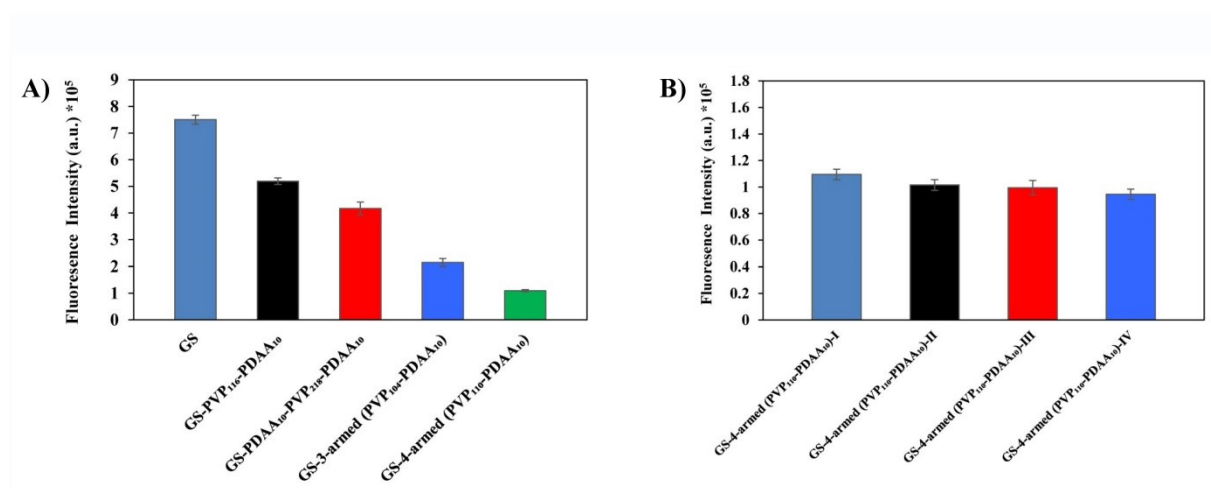 A)
Fluoresence Intensity (a.u.) *10⁵
9
8
7
6
5
4
3
2
1
0
GS
GS-PVP₁₁₆-PDAA₁₀
GS-PDAA₁₀-PVP₂₁₈-PDAA₁₀
GS-3-armed (PVP₁₀₄-PDAA₁₀)
GS-4-armed (PVP₁₁₀-PDAA₁₀)
B)
Fluoresence Intensity (a.u.) *10⁵
1.8
1.6
1.4
1.2
1
0.8
0.6
0.4
0.2
0
GS-4-armed (PVP₁₁₀-PDAA₁₀)-I
GS-4-armed (PVP₁₁₀-PDAA₁₀)-II
GS-4-armed (PVP₁₁₀-PDAA₁₀)-III
GS-4-armed (PVP₁₁₀-PDAA₁₀)-IV